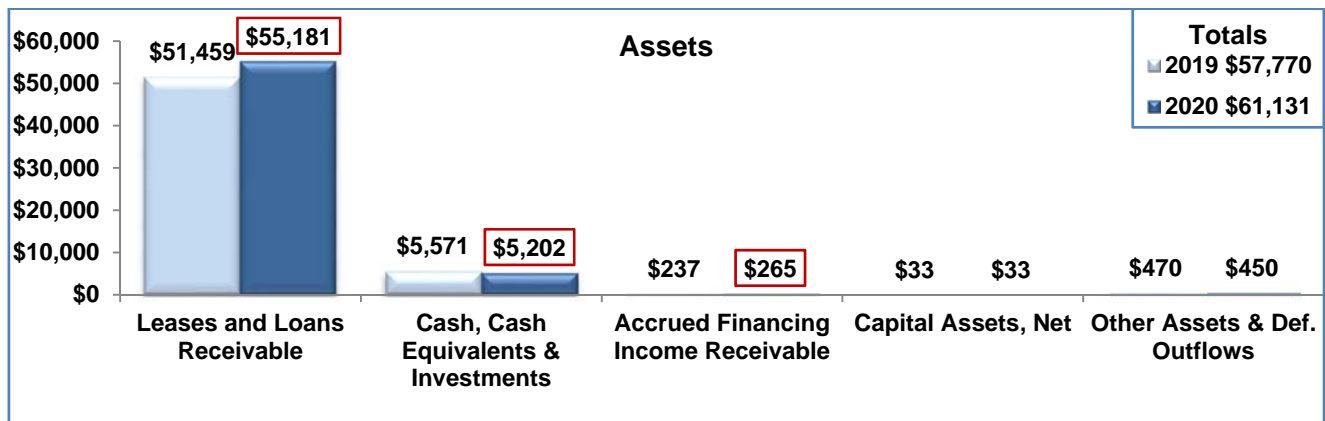 Assets
Totals
2019 $57,770
2020 $61,131
$60,000
$50,000
$40,000
$30,000
$20,000
$10,000
$0
$51,459
$55,181
$5,571
$5,202
$237
$265
$33
$33
$470
$450
Leases and Loans
Receivable
Cash, Cash
Equivalents &
Investments
Accrued Financing
Income Receivable
Capital Assets, Net
Other Assets & Def.
Outflows